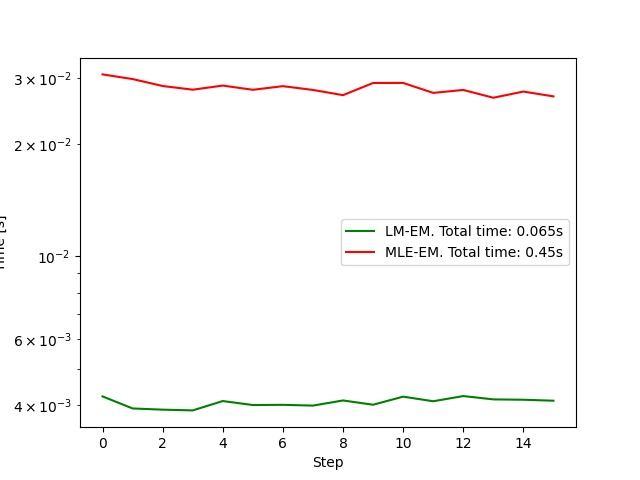 3 × 10⁻²
2 × 10⁻²
10⁻²
6 × 10⁻³
4 × 10⁻³
Time [s]
LM-EM. Total time: 0.065s
MLE-EM. Total time: 0.45s
0 2 4 6 8 10 12 14
Step